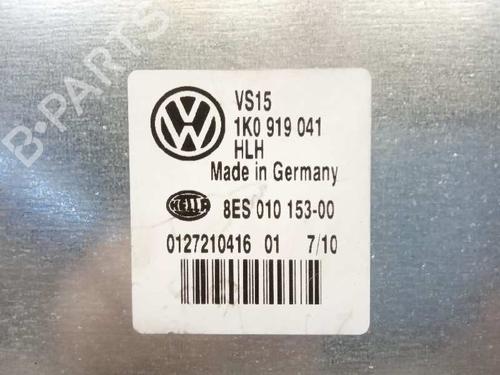 B-PARTS
VS15
1K0 919 041
HLH
Made in Germany
HELLA
8ES 010 153-00
0127210416 01 7/10